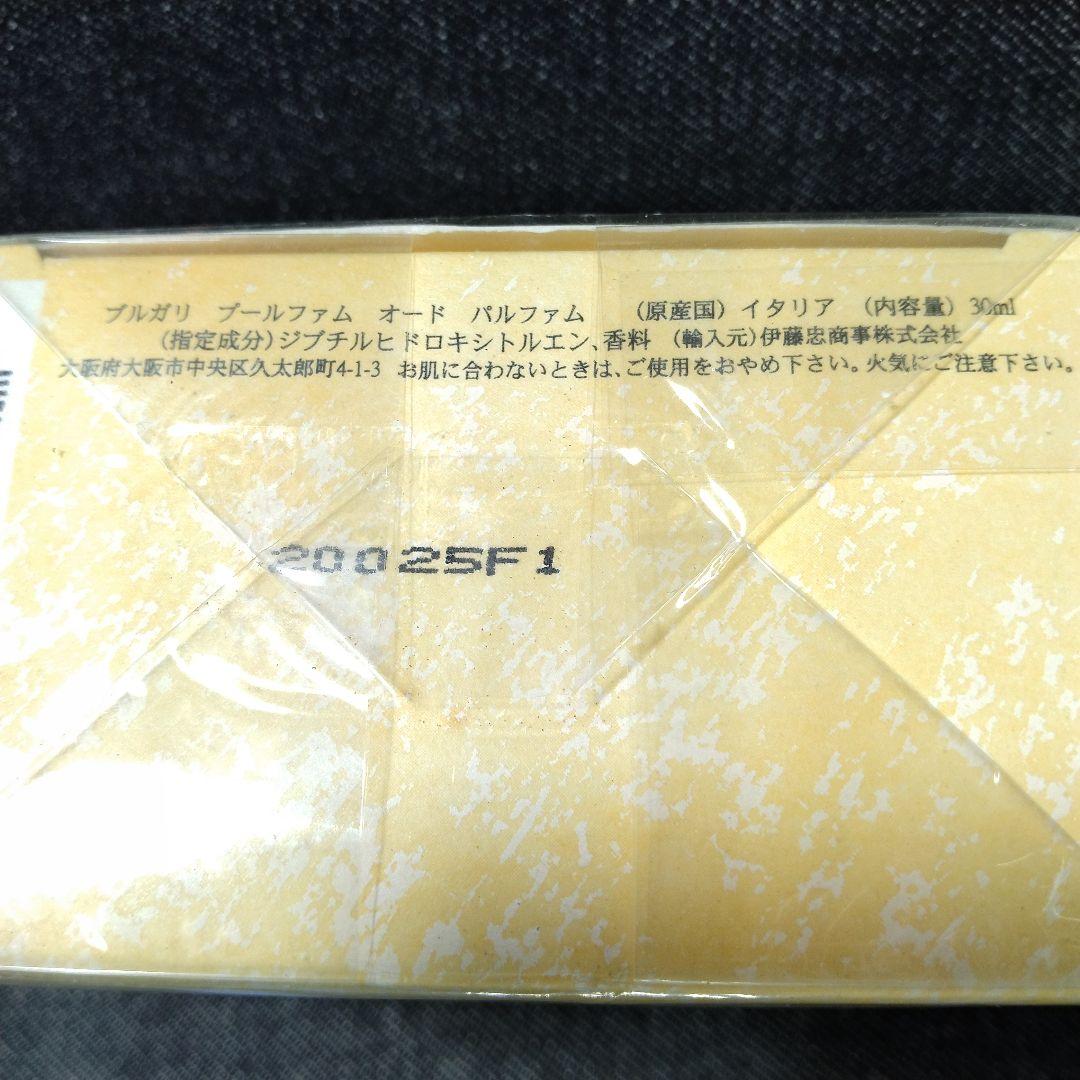 ブルガリ プールファム オード パルファム (原産国) イタリア (内容量) 30ml
(指定成分)ジブチルヒドロキシトルエン、香料 (輸入元)伊藤忠商事株式会社
大阪府大阪市中央区久太郎町4-1-3 お肌に合わないときは、ご使用をおやめ下さい。火気にご注意下さい。
20025F1